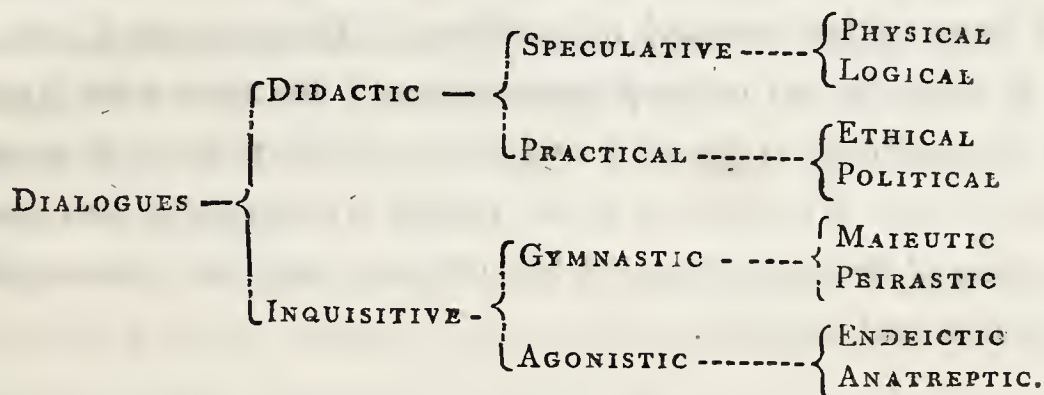 SPECULATIVE
PHYSICAL
LOGICAL
DIDACTIC
PRACTICAL
ETHICAL
POLITICAL
DIALOGUES
GYMNASTIC
MAIEUTIC
PEIRASTIC
INQUISITIVE
AGONISTIC
ENDEICTIC
ANATREPTIC.